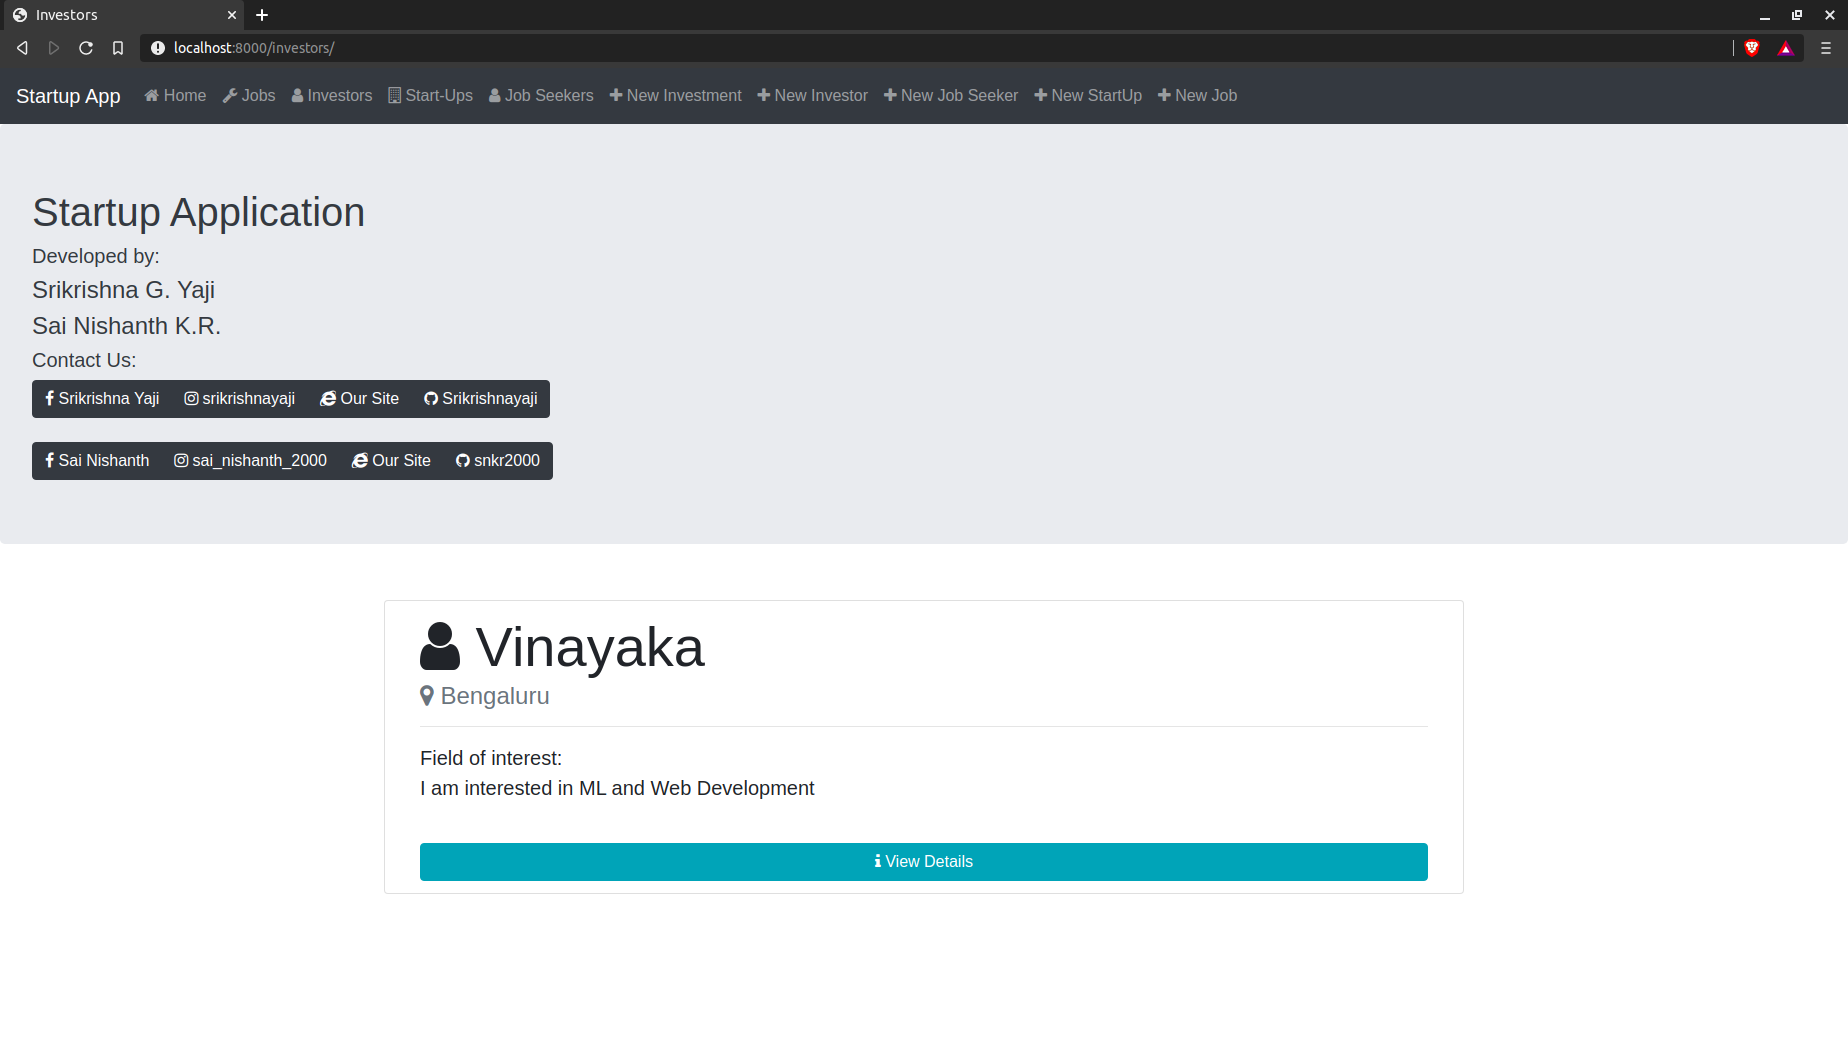 Investors
localhost:8000/investors/
Startup App Home Jobs Investors Start-Ups Job Seekers New Investment New Investor New Job Seeker New StartUp New Job
Startup Application
Developed by:
Srikrishna G. Yaji
Sai Nishanth K.R.
Contact Us:
Srikrishna Yaji srikrishnayaji Our Site Srikrishnayaji
Sai Nishanth sai_nishanth_2000 Our Site snkr2000
Vinayaka
Bengaluru
Field of interest:
I am interested in ML and Web Development
View Details